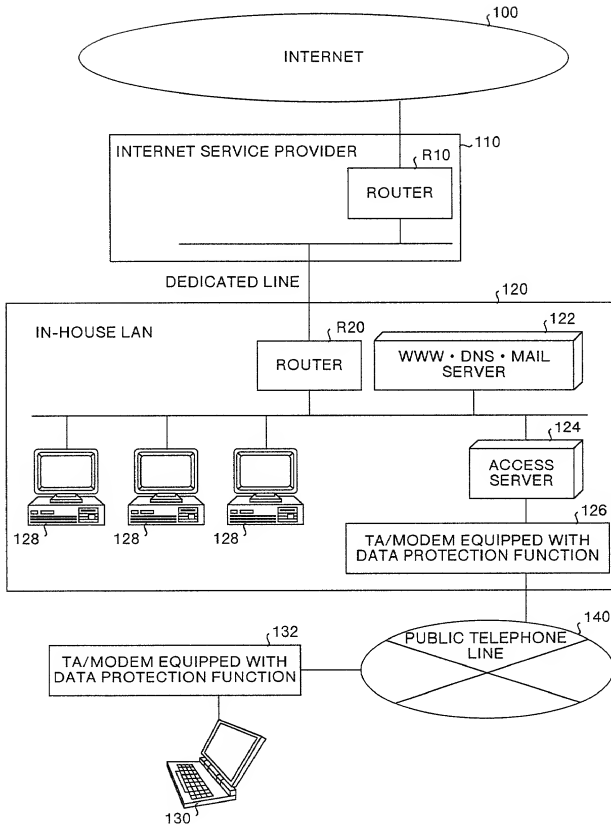 100
INTERNET
INTERNET SERVICE PROVIDER
110
R10
ROUTER
DEDICATED LINE
120
IN-HOUSE LAN
R20
ROUTER
122
WWW・DNS・MAIL
SERVER
124
ACCESS
SERVER
128
128
128
126
TA/MODEM EQUIPPED WITH
DATA PROTECTION FUNCTION
140
PUBLIC TELEPHONE
LINE
132
TA/MODEM EQUIPPED WITH
DATA PROTECTION FUNCTION
130